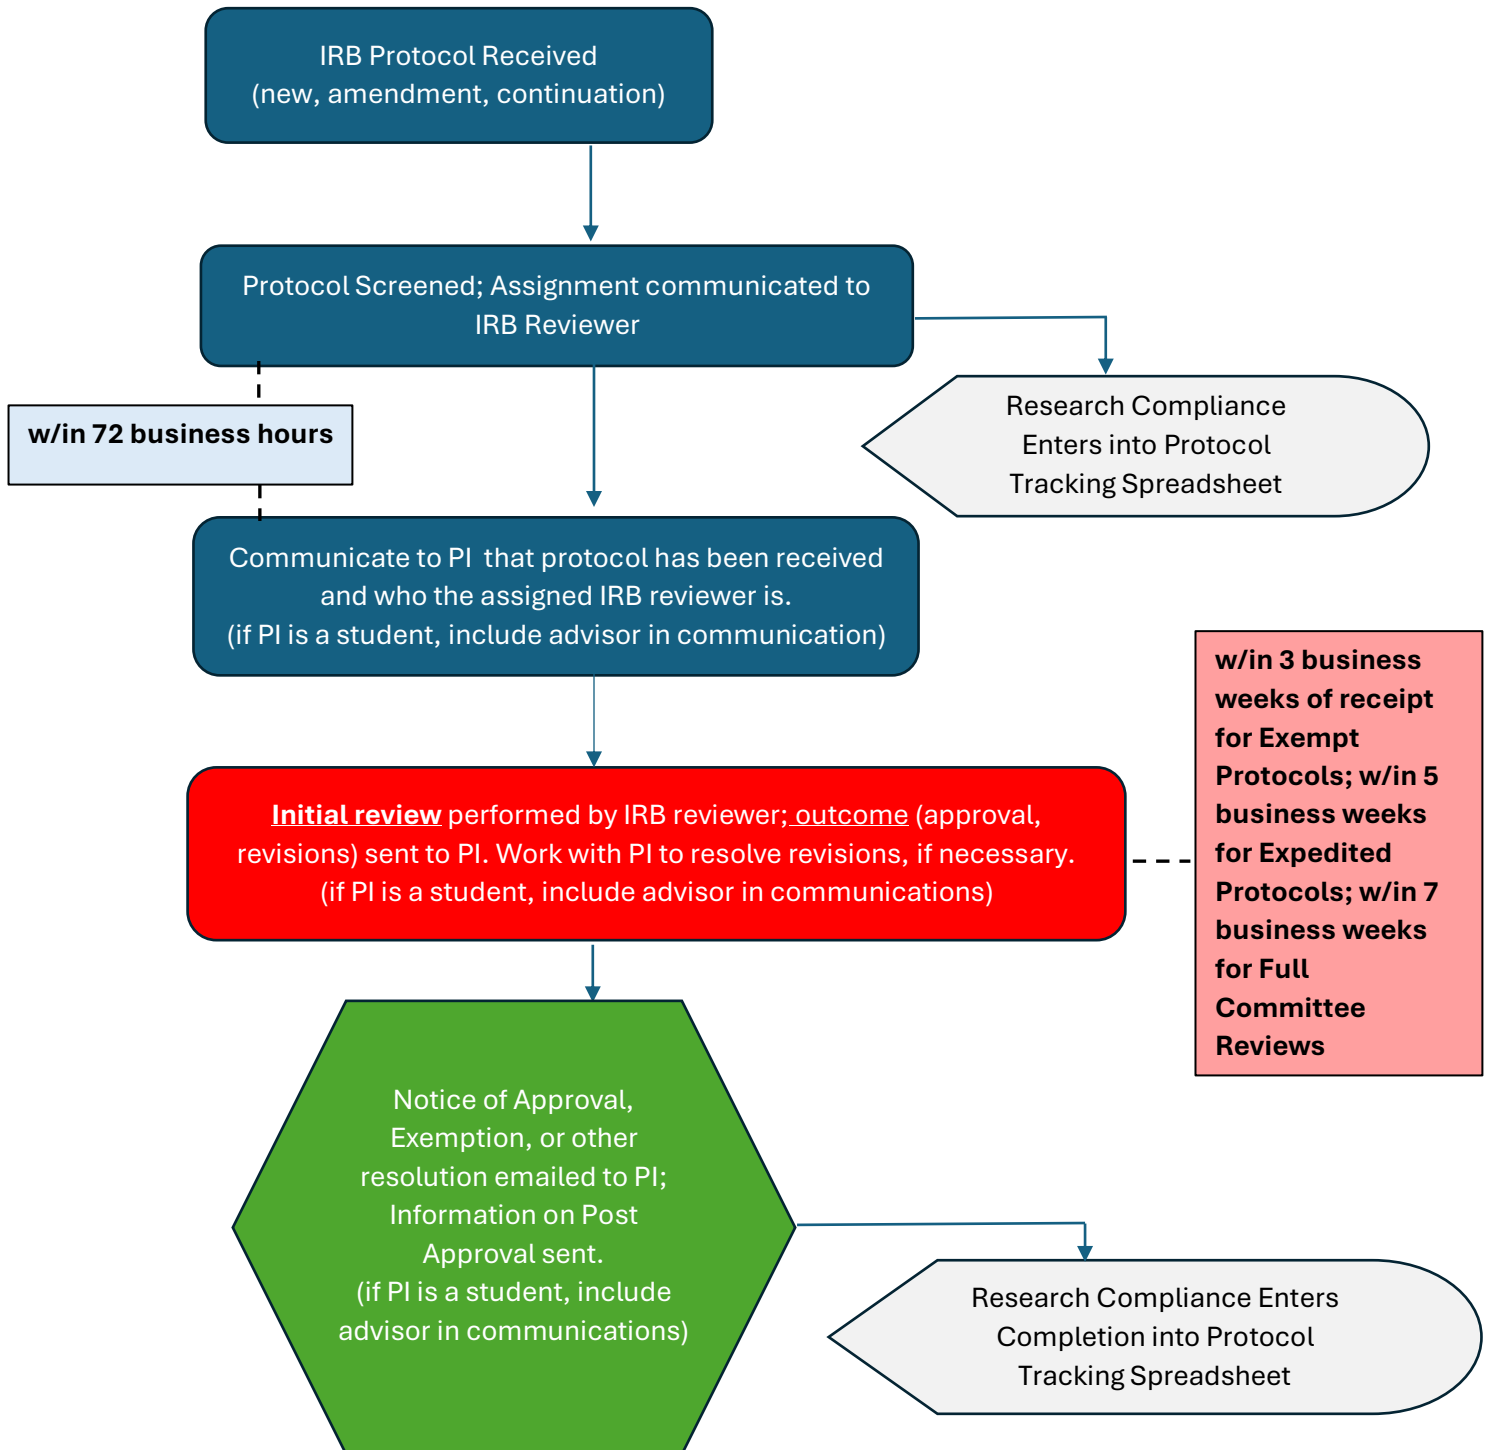 IRB Protocol Received
(new, amendment, continuation)
Protocol Screened; Assignment communicated to
IRB Reviewer
w/in 72 business hours
Research Compliance
Enters into Protocol
Tracking Spreadsheet
Communicate to PI  that protocol has been received
and who the assigned IRB reviewer is.
(if PI is a student, include advisor in communication)
w/in 3 business
weeks of receipt
for Exempt
Protocols; w/in 5
business weeks
for Expedited
Protocols; w/in 7
business weeks
for Full
Committee
Reviews
Initial review performed by IRB reviewer; outcome (approval,
revisions) sent to PI. Work with PI to resolve revisions, if necessary.
(if PI is a student, include advisor in communications)
Notice of Approval,
Exemption, or other
resolution emailed to PI;
Information on Post
Approval sent.
(if PI is a student, include
advisor in communications)
Research Compliance Enters
Completion into Protocol
Tracking Spreadsheet